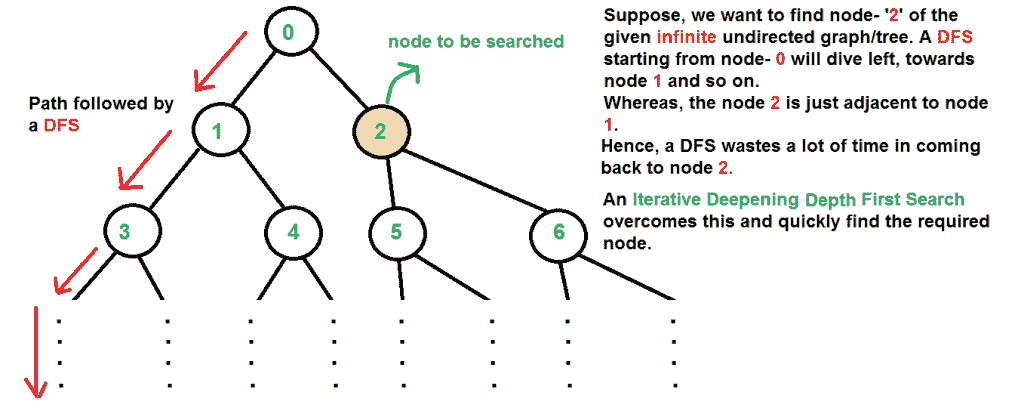 0
node to be searched
Path followed by
a DFS
1
2
3
4
5
6
Suppose, we want to find node- '2' of the
given infinite undirected graph/tree. A DFS
starting from node- 0 will dive left, towards
node 1 and so on.
Whereas, the node 2 is just adjacent to node
1.
Hence, a DFS wastes a lot of time in coming
back to node 2.
An Iterative Deepening Depth First Search
overcomes this and quickly find the required
node.